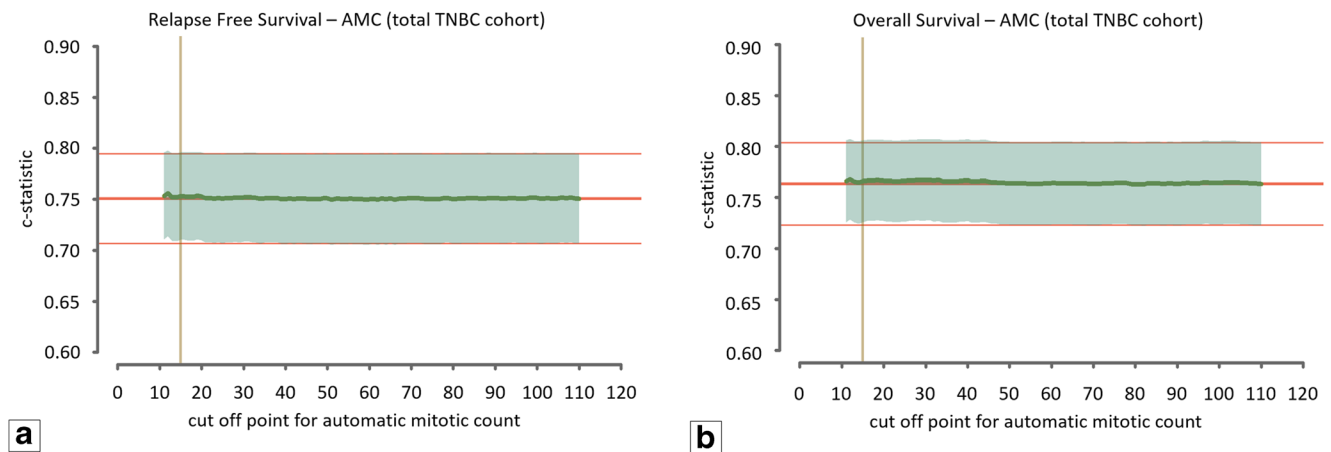 Relapse Free Survival – AMC (total TNBC cohort)
0.90
0.85
0.80
0.75
0.70
0.65
0.60
c-statistic
0 10 20 30 40 50 60 70 80 90 100 110 120
cut off point for automatic mitotic count
a
Overall Survival – AMC (total TNBC cohort)
0.90
0.85
0.80
0.75
0.70
0.65
0.60
c-statistic
0 10 20 30 40 50 60 70 80 90 100 110 120
cut off point for automatic mitotic count
b